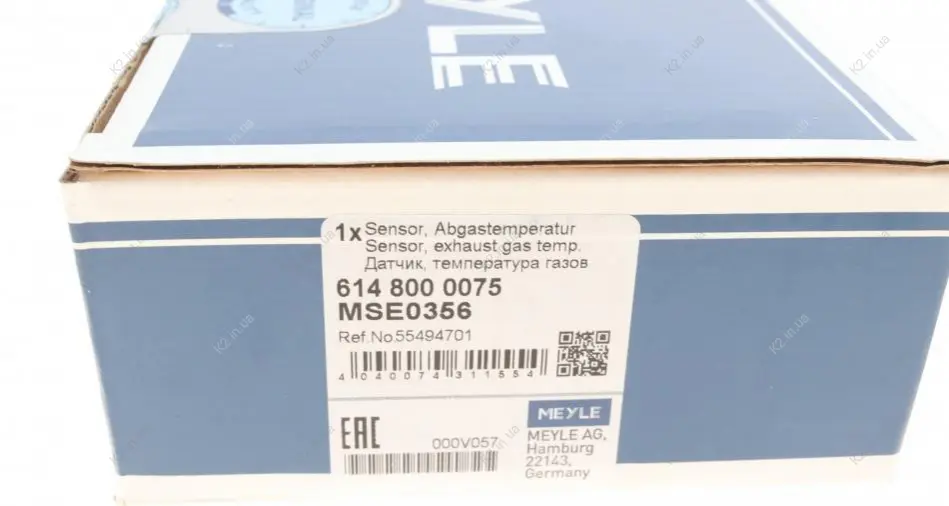 YLE
1x Sensor, Abgastemperatur
Sensor, exhaust gas temp.
Датчик, температура газов
614 800 0075
MSE0356
Ref.No.55494701
4 040074 311554
EAC
000V057
MEYLE
MEYLE AG,
Hamburg
22143,
Germany
K2.in.ua